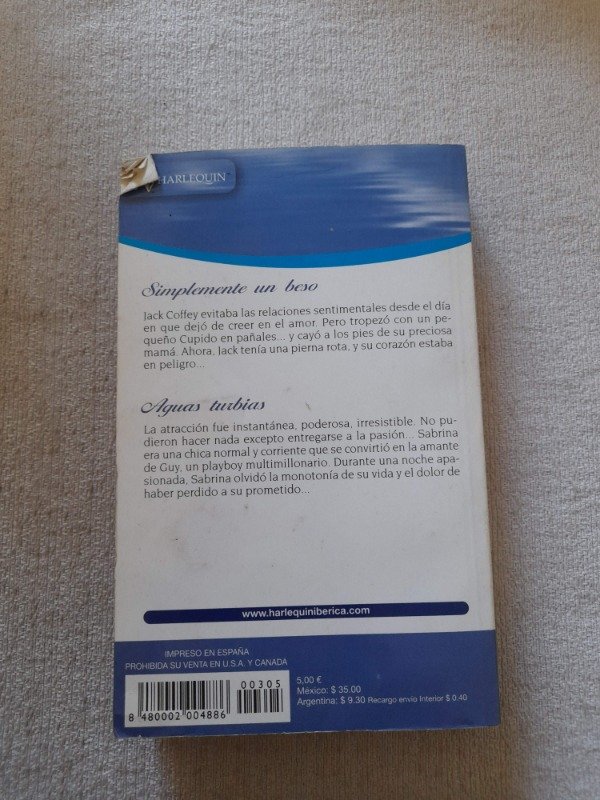 HARLEQUIN™
Simplemente un beso
Jack Coffey evitaba las relaciones sentimentales desde el día
en que dejó de creer en el amor. Pero tropezó con un pe-
queño Cupido en pañales... y cayó a los pies de su preciosa
mamá. Ahora, Jack tenía una pierna rota, y su corazón estaba
en peligro...
Aguas turbias
La atracción fue instantánea, poderosa, irresistible. No pu-
dieron hacer nada excepto entregarse a la pasión... Sabrina
era una chica normal y corriente que se convirtió en la amante
de Guy, un playboy multimillonario. Durante una noche apa-
sionada, Sabrina olvidó la monotonía de su vida y el dolor de
haber perdido a su prometido...
www.harlequiniberica.com
IMPRESO EN ESPAÑA
PROHIBIDA SU VENTA EN U.S.A. Y CANADA
00305
8 480002 004886
5,00 €
México: $ 35.00
Argentina: $ 9.30 Recargo envío Interior $ 0.40